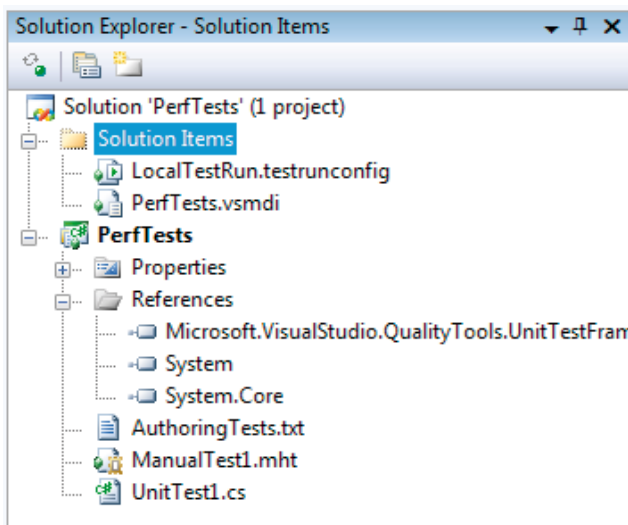 Solution Explorer - Solution Items
Solution 'PerfTests' (1 project)
Solution Items
LocalTestRun.testrunconfig
PerfTests.vsmdi
PerfTests
Properties
References
Microsoft.VisualStudio.QualityTools.UnitTestFram
System
System.Core
AuthoringTests.txt
ManualTest1.mht
UnitTest1.cs